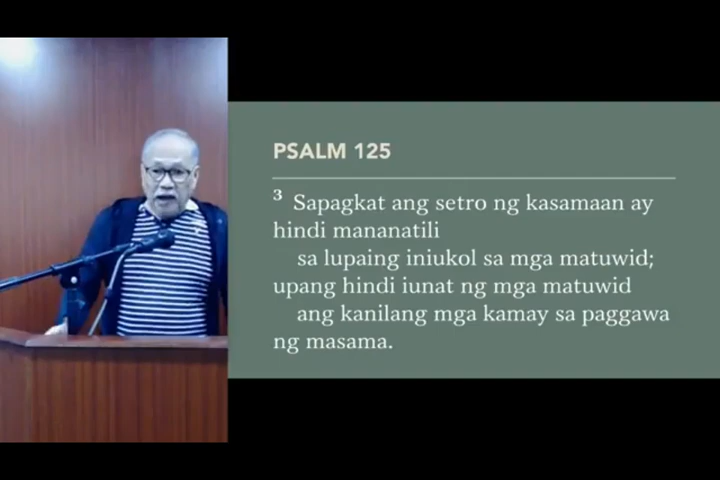 PSALM 125
³ Sapagkat ang setro ng kasamaan ay
hindi mananatili
sa lupaing iniukol sa mga matuwid;
upang hindi iunat ng mga matuwid
ang kanilang mga kamay sa paggawa
ng masama.